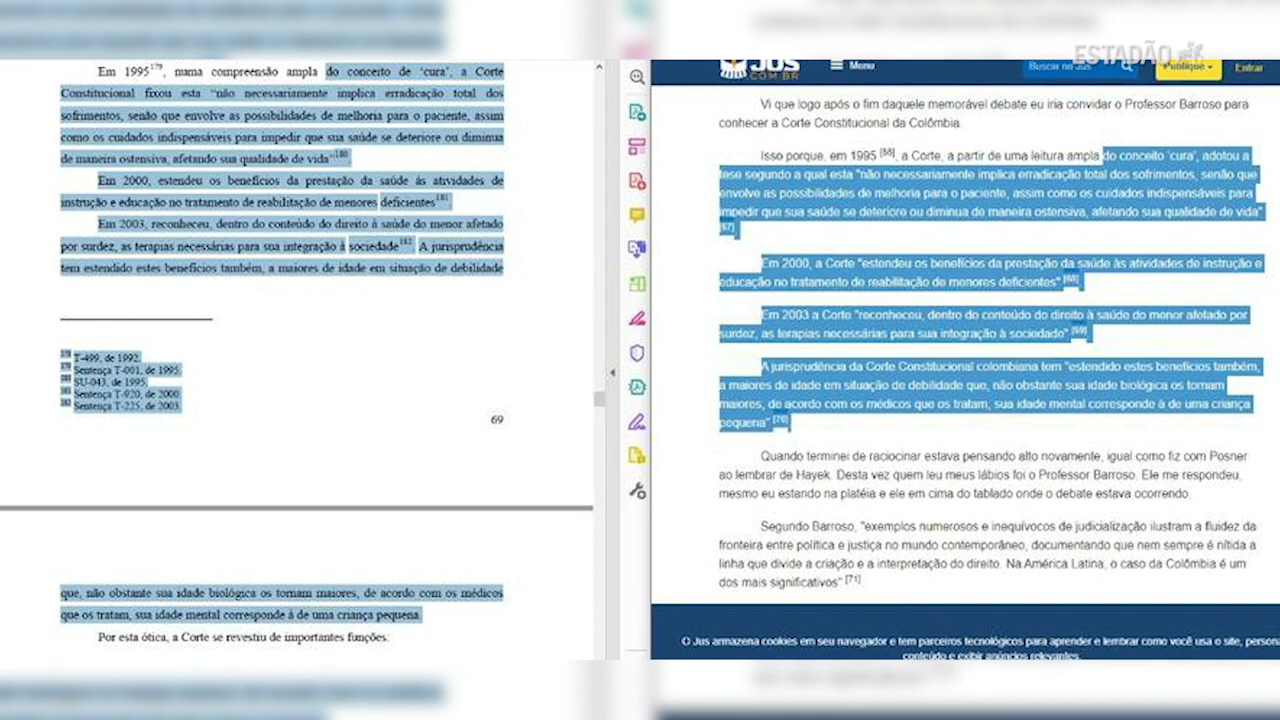 ESTADÃO
Em 1995179, numa compreensão ampla do conceito de 'cura', a Corte
Constitucional fixou esta "não necessariamente implica erradicação total dos
sofrimentos, senão que envolve as possibilidades de melhoria para o paciente, assim
como os cuidados indispensáveis para impedir que sua saúde se deteriore ou diminua
de maneira ostensiva, afetando sua qualidade de vida"180
Em 2000, estendeu os benefícios da prestação da saúde às atividades de
instrução e educação no tratamento de reabilitação de menores deficientes181.
Em 2003, reconheceu, dentro do conteúdo do direito à saúde do menor afetado
por surdez, as terapias necessárias para sua integração à sociedade182. A jurisprudência
tem estendido estes benefícios também, a maiores de idade em situação de debilidade
T-499, de 1992.
Sentença T-001, de 1995.
SU-043, de 1995.
Sentença T-920, de 2000
Sentença T-225, de 2003.
69
que, não obstante sua idade biológica os tornam maiores, de acordo com os médicos
que os tratam, sua idade mental corresponde à de uma criança pequena.
Por esta ótica, a Corte se revestiu de importantes funções:
JUS
.COM.BR
Menu
Buscar no Jus
Publique
Entrar
Vi que logo após o fim daquele memorável debate eu iria convidar o Professor Barroso para
conhecer a Corte Constitucional da Colômbia.
Isso porque, em 1995 [66], a Corte, a partir de uma leitura ampla do conceito 'cura', adotou a
tese segundo a qual esta "não necessariamente implica erradicação total dos sofrimentos, senão que
envolve as possibilidades de melhoria para o paciente, assim como os cuidados indispensáveis para
impedir que sua saúde se deteriore ou diminua de maneira ostensiva, afetando sua qualidade de vida"
[67]
Em 2000, a Corte "estendeu os benefícios da prestação da saúde às atividades de instrução e
educação no tratamento de reabilitação de menores deficientes". [68]
Em 2003 a Corte "reconheceu, dentro do conteúdo do direito à saúde do menor afetado por
surdez, as terapias necessárias para sua integração à sociedade". [69]
A jurisprudência da Corte Constitucional colombiana tem "estendido estes benefícios também,
a maiores de idade em situação de debilidade que, não obstante sua idade biológica os tornam
maiores, de acordo com os médicos que os tratam, sua idade mental corresponde à de uma criança
pequena" [70]
Quando terminei de raciocinar estava pensando alto novamente, igual como fiz com Posner
ao lembrar de Hayek. Desta vez quem leu meus lábios foi o Professor Barroso. Ele me respondeu,
mesmo eu estando na platéia e ele em cima do tablado onde o debate estava ocorrendo.
Segundo Barroso, "exemplos numerosos e inequívocos de judicialização ilustram a fluidez da
fronteira entre política e justiça no mundo contemporâneo, documentando que nem sempre é nítida a
linha que divide a criação e a interpretação do direito. Na América Latina, o caso da Colômbia é um
dos mais significativos" [71]
O Jus armazena cookies em seu navegador e tem parceiros tecnológicos para aprender e lembrar como você usa o site,
conteúdo e exibir anúncios relevantes.